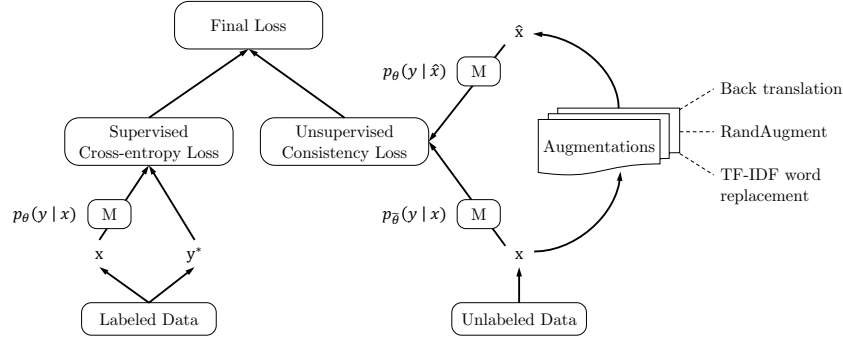 Final Loss
x̂
p_θ(y | x̂)
M
Back translation
Supervised
Cross-entropy Loss
Unsupervised
Consistency Loss
Augmentations
RandAugment
TF-IDF word
replacement
p_θ(y | x)
M
p_θ̃(y | x)
M
x
y*
x
Labeled Data
Unlabeled Data